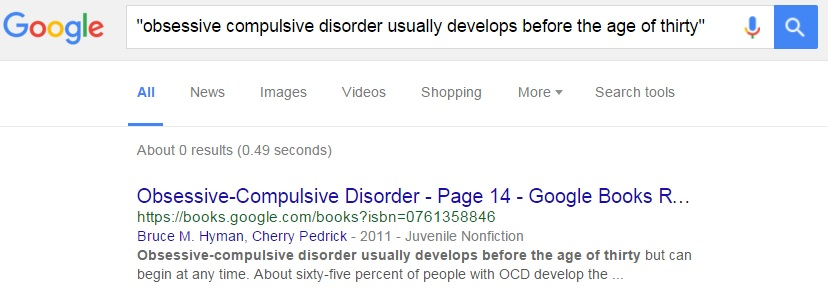 Google "obsessive compulsive disorder usually develops before the age of thirty"
All News Images Videos Shopping More Search tools
About 0 results (0.49 seconds)
Obsessive-Compulsive Disorder - Page 14 - Google Books R...
https://books.google.com/books?isbn=0761358846
Bruce M. Hyman, Cherry Pedrick - 2011 - Juvenile Nonfiction
Obsessive-compulsive disorder usually develops before the age of thirty but can
begin at any time. About sixty-five percent of people with OCD develop the ...